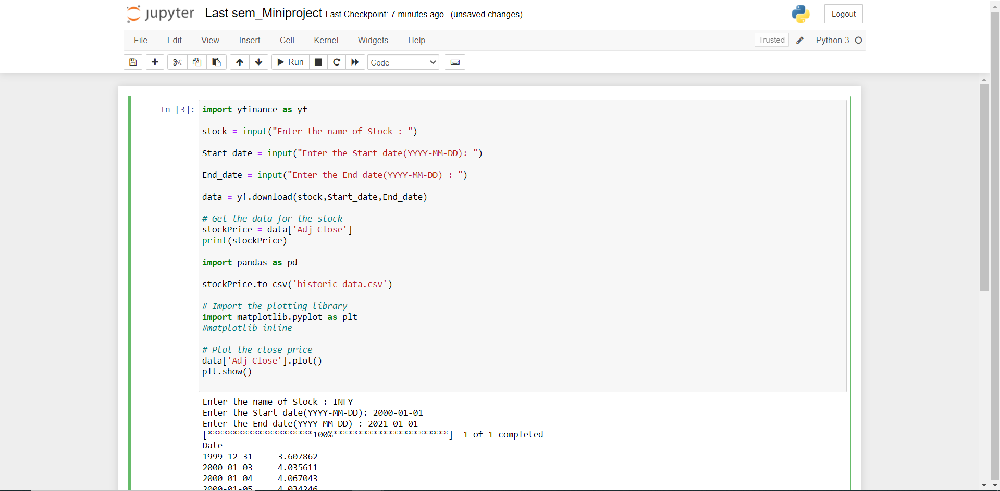 jupyter Last sem_Miniproject Last Checkpoint: 7 minutes ago (unsaved changes) Logout
File Edit View Insert Cell Kernel Widgets Help Trusted Python 3
Run Code
In [3]: import yfinance as yf
stock = input("Enter the name of Stock : ")
Start_date = input("Enter the Start date(YYYY-MM-DD): ")
End_date = input("Enter the End date(YYYY-MM-DD) : ")
data = yf.download(stock,Start_date,End_date)
# Get the data for the stock
stockPrice = data['Adj Close']
print(stockPrice)
import pandas as pd
stockPrice.to_csv('historic_data.csv')
# Import the plotting library
import matplotlib.pyplot as plt
#matplotlib inline
# Plot the close price
data['Adj Close'].plot()
plt.show()
Enter the name of Stock : INFY
Enter the Start date(YYYY-MM-DD): 2000-01-01
Enter the End date(YYYY-MM-DD) : 2021-01-01
[*********************100%***********************]  1 of 1 completed
Date
1999-12-31     3.607862
2000-01-03     4.035611
2000-01-04     4.067043
2000-01-05     4.034246